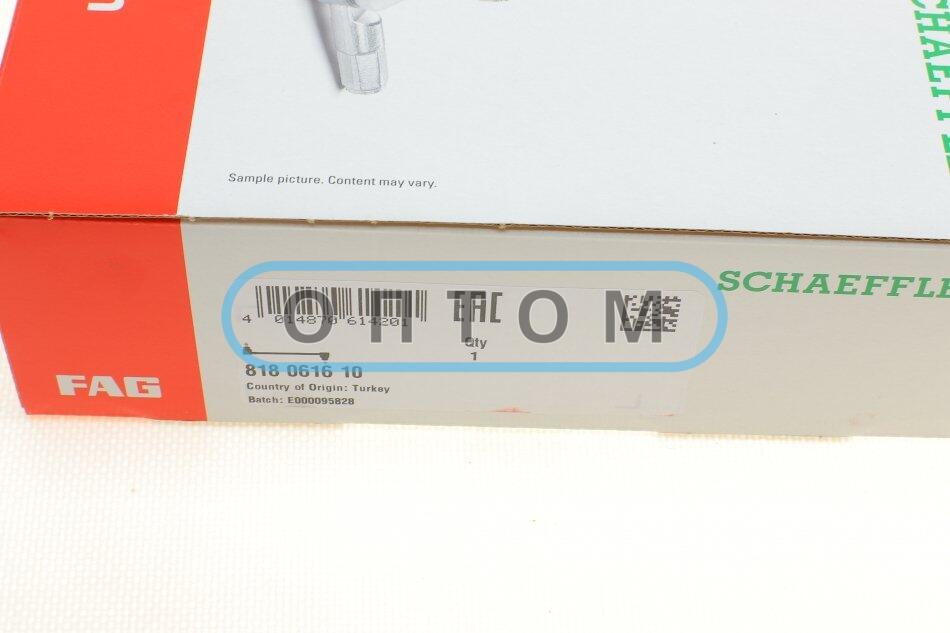 Sample picture. Content may vary.
SCHAEFFLE
ОПТОМ
4 014870 614201
EAC
Qty
1
818 0616 10
FAG
Country of Origin: Turkey
Batch: E000095828